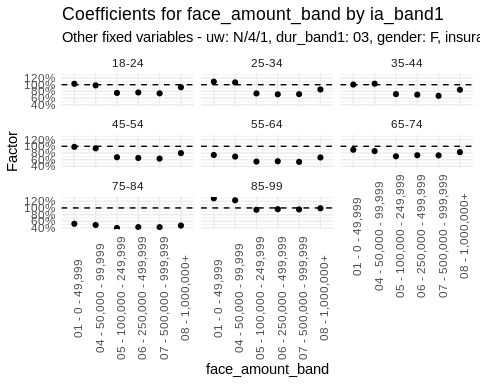 Coefficients for face_amount_band by ia_band1
Other fixed variables - uw: N/4/1, dur_band1: 03, gender: F, insura
18-24 25-34 35-44
120%
100%
80%
60%
40%
45-54 55-64 65-74
120%
100%
80%
60%
40%
75-84 85-99
120%
100%
80%
60%
40%
Factor
01 - 0 - 49,999
04 - 50,000 - 99,999
05 - 100,000 - 249,999
06 - 250,000 - 499,999
07 - 500,000 - 999,999
08 - 1,000,000+
01 - 0 - 49,999
04 - 50,000 - 99,999
05 - 100,000 - 249,999
06 - 250,000 - 499,999
07 - 500,000 - 999,999
08 - 1,000,000+
01 - 0 - 49,999
04 - 50,000 - 99,999
05 - 100,000 - 249,999
06 - 250,000 - 499,999
07 - 500,000 - 999,999
08 - 1,000,000+
face_amount_band